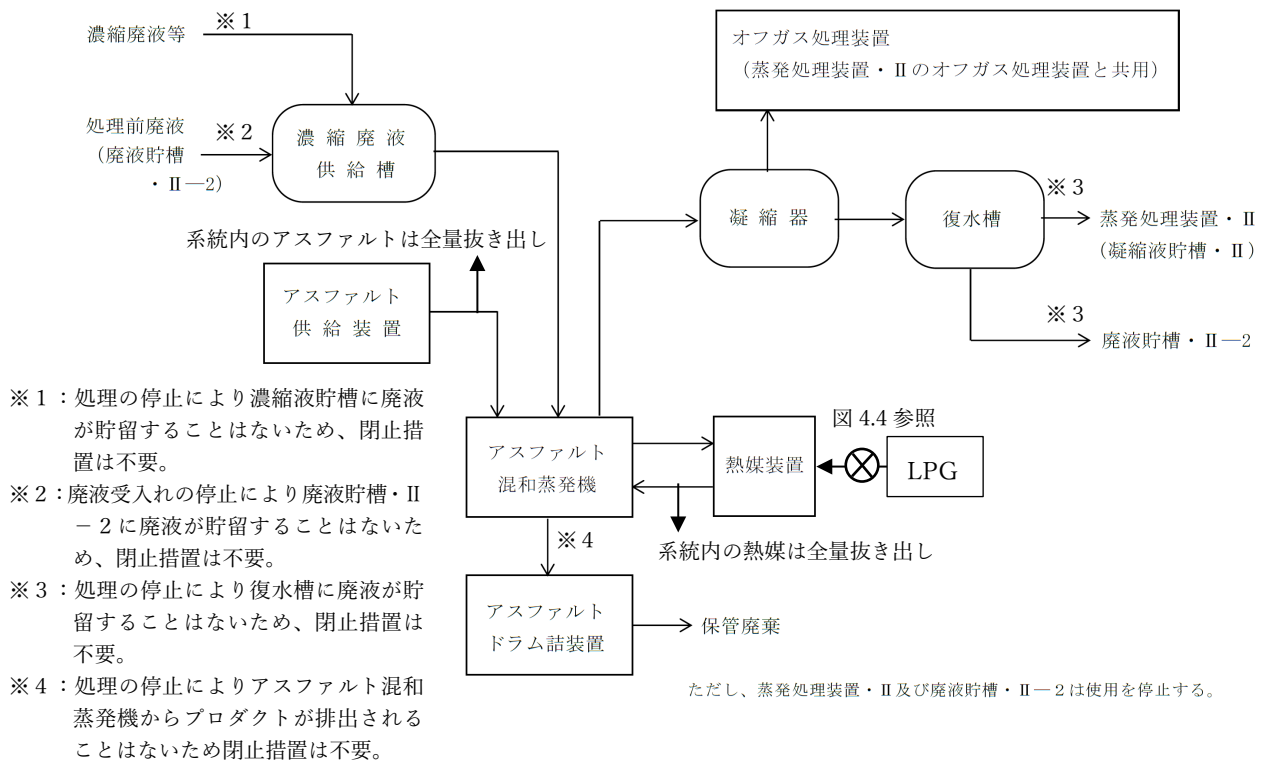 濃縮廃液等
※１
処理前廃液
（廃液貯槽
・Ⅱ―2）
※２
濃縮廃液
供給槽
オフガス処理装置
（蒸発処理装置・Ⅱのオフガス処理装置と共用）
凝縮器
復水槽
※３
蒸発処理装置・Ⅱ
（凝縮液貯槽・Ⅱ）
※３
廃液貯槽・Ⅱ―2
系統内のアスファルトは全量抜き出し
アスファルト
供給装置
アスファルト
混和蒸発機
熱媒装置
図 4.4 参照
LPG
系統内の熱媒は全量抜き出し
※４
アスファルト
ドラム詰装置
保管廃棄
※１：処理の停止により濃縮液貯槽に廃液
が貯留することはないため、閉止措
置は不要。
※２：廃液受入れの停止により廃液貯槽・Ⅱ
－２に廃液が貯留することはないた
め、閉止措置は不要。
※３：処理の停止により復水槽に廃液が貯
留することはないため、閉止措置は
不要。
※４：処理の停止によりアスファルト混和
蒸発機からプロダクトが排出される
ことはないため閉止措置は不要。
ただし、蒸発処理装置・Ⅱ及び廃液貯槽・Ⅱ―２は使用を停止する。